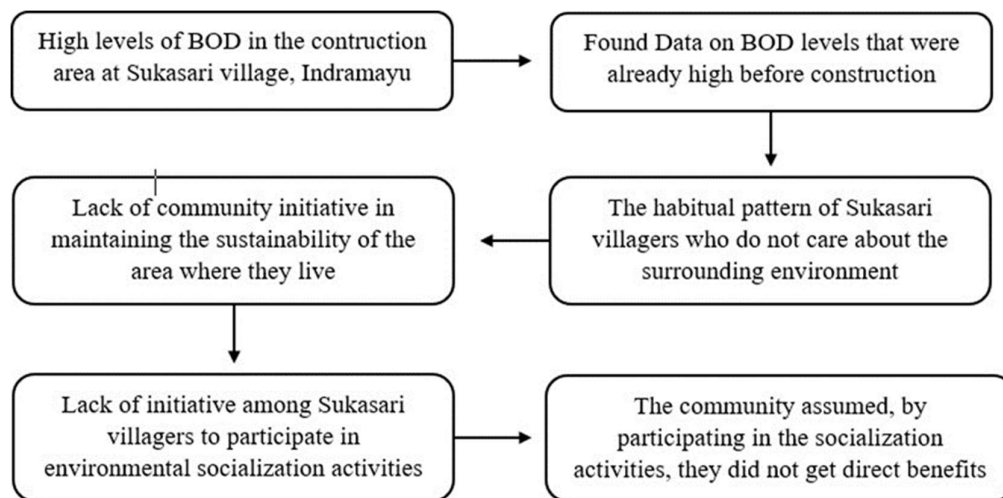 High levels of BOD in the contruction
area at Sukasari village, Indramayu
Found Data on BOD levels that were
already high before construction
The habitual pattern of Sukasari
villagers who do not care about the
surrounding environment
Lack of community initiative in
maintaining the sustainability of the
area where they live
Lack of initiative among Sukasari
villagers to participate in
environmental socialization activities
The community assumed, by
participating in the socialization
activities, they did not get direct benefits